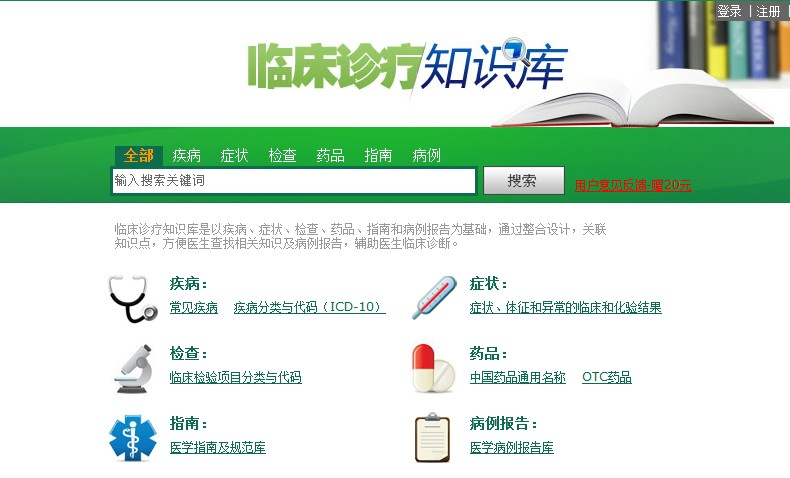 登录 | 注册 |
临床诊疗知识库
全部 疾病 症状 检查 药品 指南 病例
输入搜索关键词 搜索 用户意见反馈-赠20元
临床诊疗知识库是以疾病、症状、检查、药品、指南和病例报告为基础，通过整合设计，关联
知识点，方便医生查找相关知识及病例报告，辅助医生临床诊断。
疾病：
常见疾病 疾病分类与代码（ICD-10）
症状：
症状、体征和异常的临床和化验结果
检查：
临床检验项目分类与代码
药品：
中国药品通用名称 OTC药品
指南：
医学指南及规范库
病例报告：
医学病例报告库